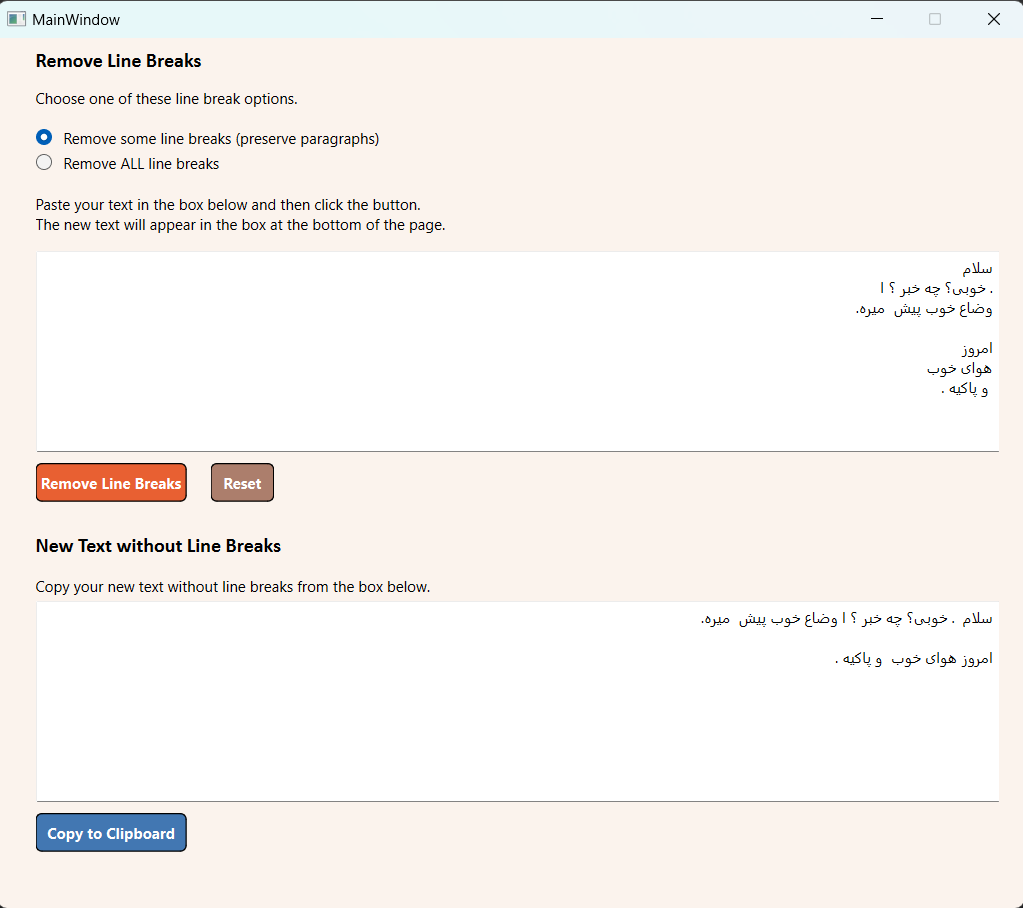 MainWindow
Remove Line Breaks
Choose one of these line break options.
Remove some line breaks (preserve paragraphs)
Remove ALL line breaks
Paste your text in the box below and then click the button.
The new text will appear in the box at the bottom of the page.
سلام
. خوبی؟ چه خبر ؟ ا
وضاع خوب پیش  میره.
امروز
هوای خوب
و پاکیه .
Remove Line Breaks
Reset
New Text without Line Breaks
Copy your new text without line breaks from the box below.
سلام  . خوبی؟ چه خبر ؟ ا وضاع خوب پیش  میره.
امروز هوای خوب  و پاکیه .
Copy to Clipboard